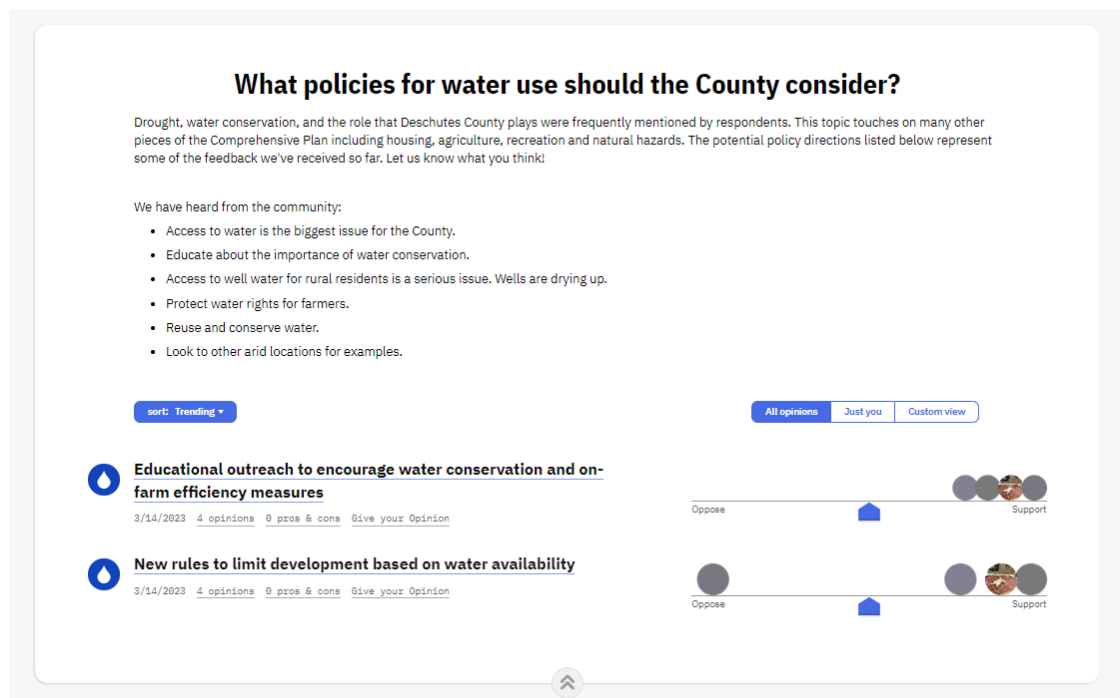 What policies for water use should the County consider?
Drought, water conservation, and the role that Deschutes County plays were frequently mentioned by respondents. This topic touches on many other
pieces of the Comprehensive Plan including housing, agriculture, recreation and natural hazards. The potential policy directions listed below represent
some of the feedback we've received so far. Let us know what you think!
We have heard from the community:
• Access to water is the biggest issue for the County.
• Educate about the importance of water conservation.
• Access to well water for rural residents is a serious issue. Wells are drying up.
• Protect water rights for farmers.
• Reuse and conserve water.
• Look to other arid locations for examples.
sort: Trending ▾
All opinions Just you Custom view
Educational outreach to encourage water conservation and on-
farm efficiency measures
3/14/2023 4 opinions 0 pros & cons Give your Opinion
Oppose Support
New rules to limit development based on water availability
3/14/2023 4 opinions 0 pros & cons Give your Opinion
Oppose Support